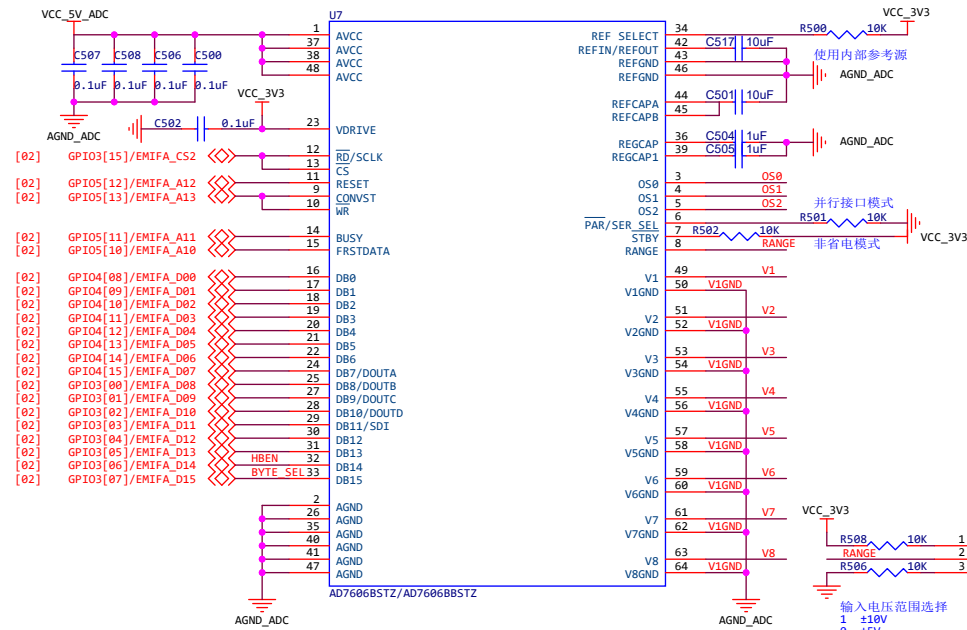 VCC_5V_ADC
C507
C508
C506
C500
0.1uF
0.1uF
0.1uF
0.1uF
AGND_ADC
VCC_3V3
C502
0.1uF
[02] GPIO3[15]/EMIFA_CS2
[02] GPIO5[12]/EMIFA_A12
[02] GPIO5[13]/EMIFA_A13
[02] GPIO5[11]/EMIFA_A11
[02] GPIO5[10]/EMIFA_A10
[02] GPIO4[08]/EMIFA_D00
[02] GPIO4[09]/EMIFA_D01
[02] GPIO4[10]/EMIFA_D02
[02] GPIO4[11]/EMIFA_D03
[02] GPIO4[12]/EMIFA_D04
[02] GPIO4[13]/EMIFA_D05
[02] GPIO4[14]/EMIFA_D06
[02] GPIO4[15]/EMIFA_D07
[02] GPIO3[00]/EMIFA_D08
[02] GPIO3[01]/EMIFA_D09
[02] GPIO3[02]/EMIFA_D10
[02] GPIO3[03]/EMIFA_D11
[02] GPIO3[04]/EMIFA_D12
[02] GPIO3[05]/EMIFA_D13
[02] GPIO3[06]/EMIFA_D14
[02] GPIO3[07]/EMIFA_D15
HBEN
BYTE_SEL
AGND_ADC
U7
1 AVCC
37 AVCC
38 AVCC
48 AVCC
23 VDRIVE
12 RD/SCLK
13 CS
11 RESET
9 CONVST
10 WR
14 BUSY
15 FRSTDATA
16 DB0
17 DB1
18 DB2
19 DB3
20 DB4
21 DB5
22 DB6
24 DB7/DOUTA
25 DB8/DOUTB
27 DB9/DOUTC
28 DB10/DOUTD
29 DB11/SDI
30 DB12
31 DB13
32 DB14
33 DB15
2 AGND
26 AGND
35 AGND
40 AGND
41 AGND
47 AGND
AD7606BSTZ/AD7606BBSTZ
REF SELECT 34
REFIN/REFOUT 42
REFGND 43
REFGND 46
REFCAPA 44
REFCAPB 45
REGCAP 36
REGCAP1 39
OS0 3 OS0
OS1 4 OS1
OS2 5 OS2
PAR/SER SEL 6
STBY 7
RANGE 8 RANGE
V1 49 V1
V1GND 50 V1GND
V2 51 V2
V2GND 52 V1GND
V3 53 V3
V3GND 54 V1GND
V4 55 V4
V4GND 56 V1GND
V5 57 V5
V5GND 58 V1GND
V6 59 V6
V6GND 60 V1GND
V7 61 V7
V7GND 62 V1GND
V8 63 V8
V8GND 64 V1GND
AGND_ADC
R500 10K
VCC_3V3
C517 10uF
使用内部参考源
AGND_ADC
C501 10uF
C504 1uF
C505 1uF
AGND_ADC
并行接口模式
R501 10K
R502 10K
VCC_3V3
非省电模式
VCC_3V3
R508 10K 1
RANGE 2
R506 10K 3
输入电压范围选择
1 ±10V